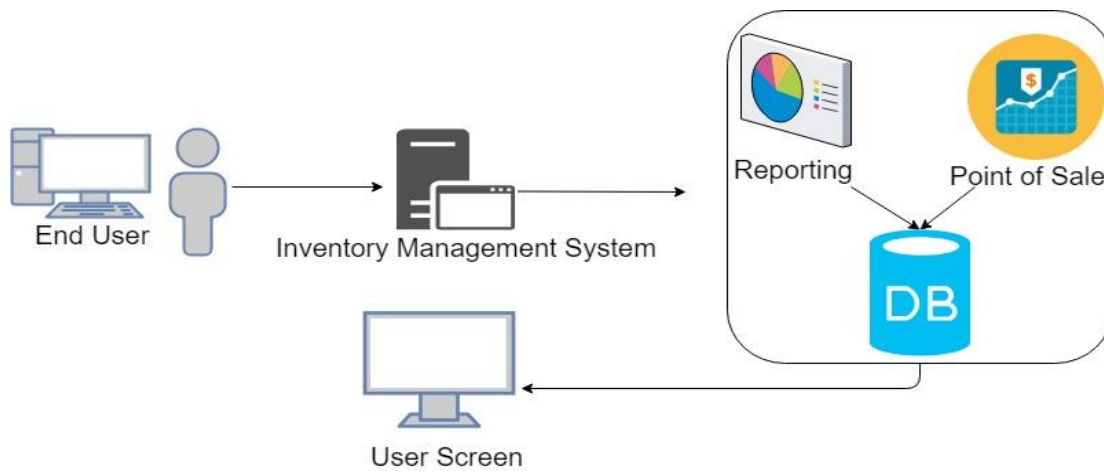 Reporting
Point of Sale
End User
Inventory Management System
$
DB
User Screen